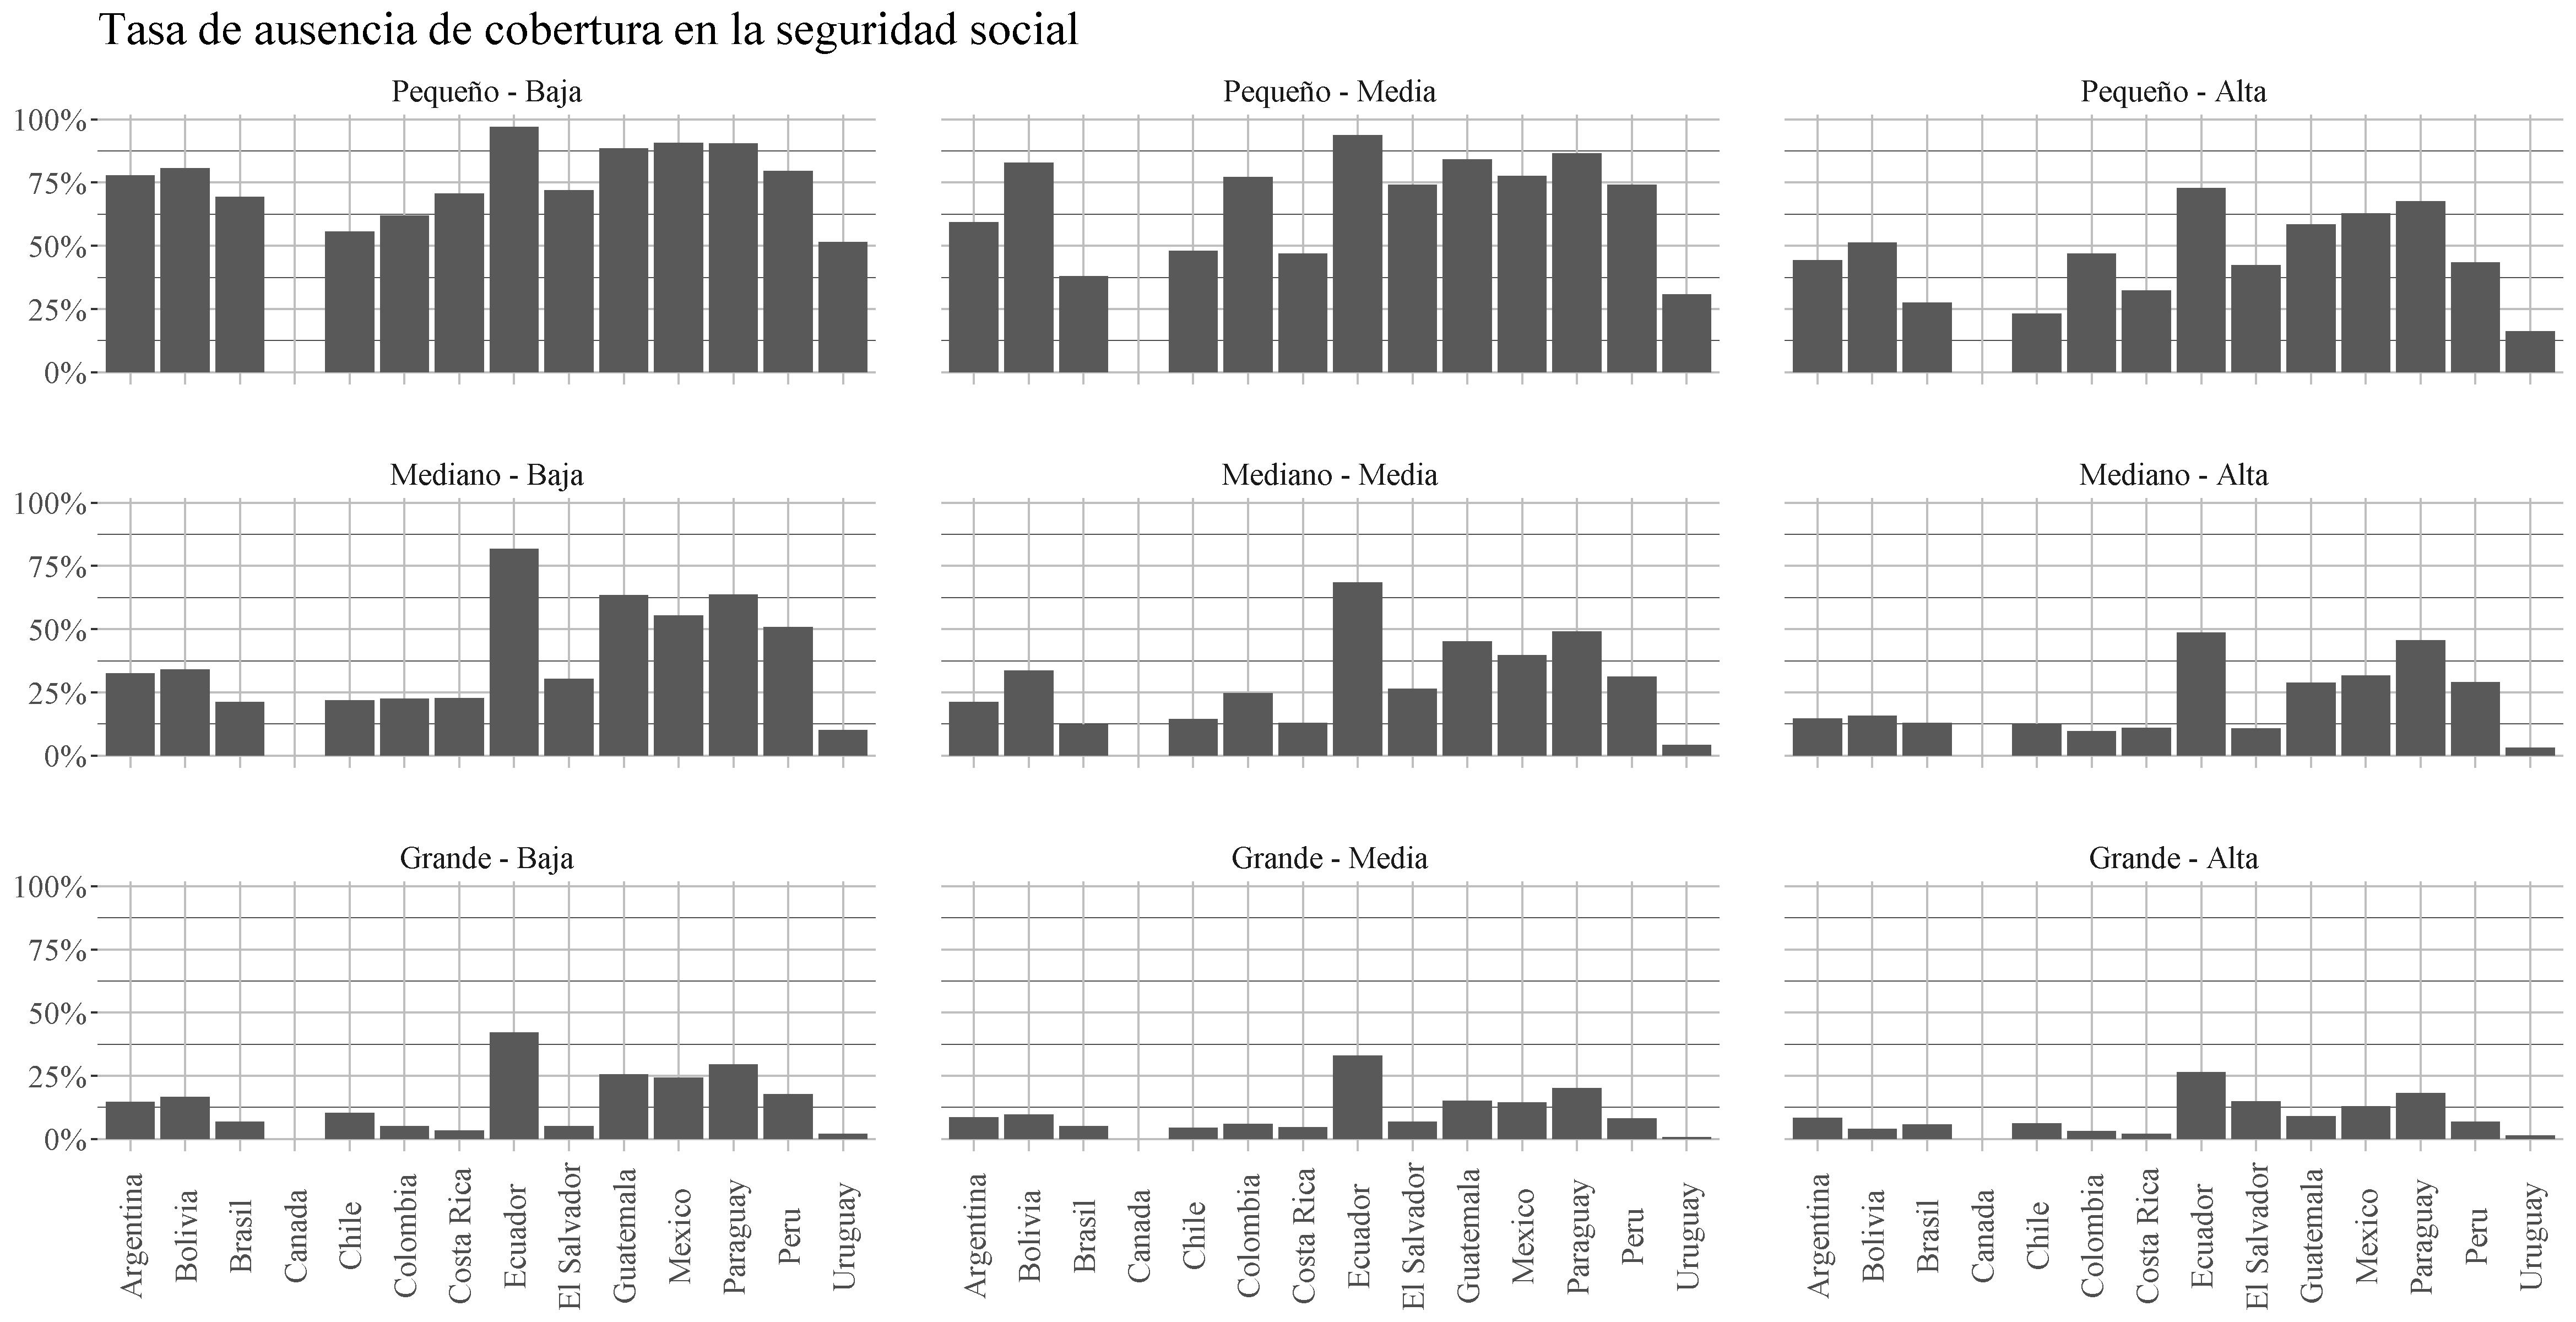 Tasa de ausencia de cobertura en la seguridad social
Pequeño - Baja
Pequeño - Media
Pequeño - Alta
100%
75%
50%
25%
0%
Mediano - Baja
Mediano - Media
Mediano - Alta
100%
75%
50%
25%
0%
Grande - Baja
Grande - Media
Grande - Alta
100%
75%
50%
25%
0%
Argentina
Bolivia
Brasil
Canada
Chile
Colombia
Costa Rica
Ecuador
El Salvador
Guatemala
Mexico
Paraguay
Peru
Uruguay
Argentina
Bolivia
Brasil
Canada
Chile
Colombia
Costa Rica
Ecuador
El Salvador
Guatemala
Mexico
Paraguay
Peru
Uruguay
Argentina
Bolivia
Brasil
Canada
Chile
Colombia
Costa Rica
Ecuador
El Salvador
Guatemala
Mexico
Paraguay
Peru
Uruguay